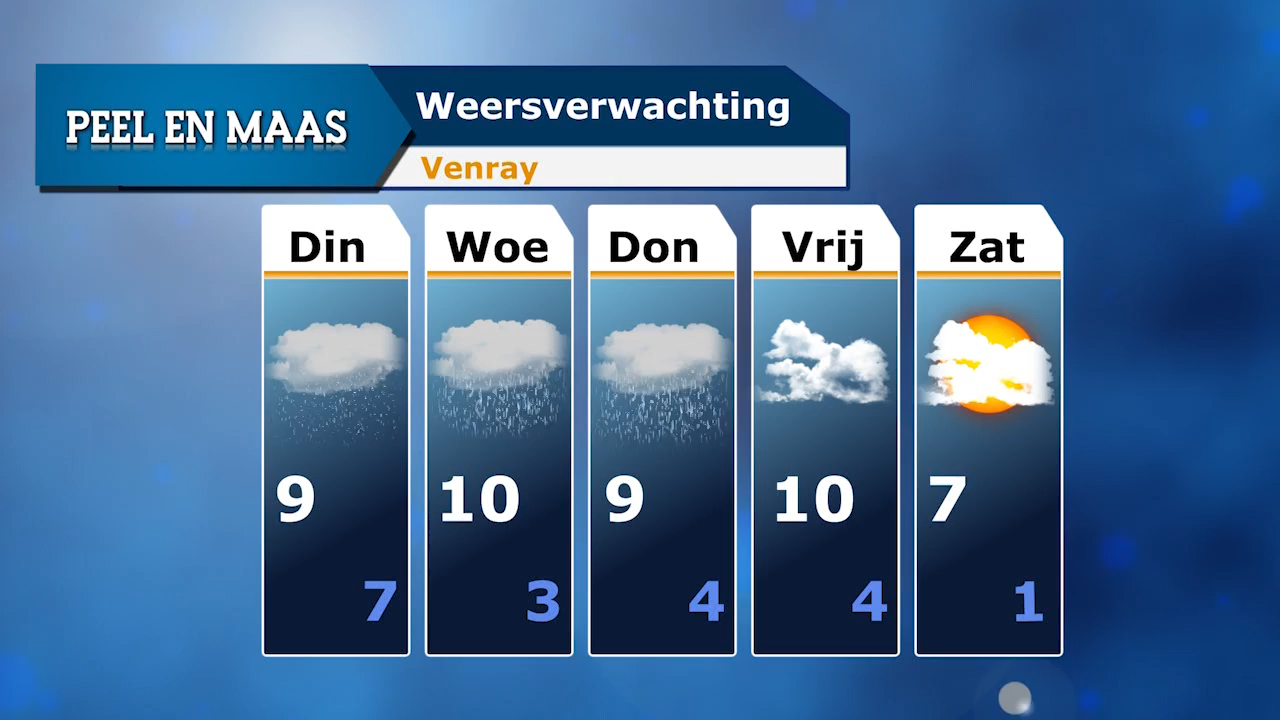 PEEL EN MAAS
Weersverwachting
Venray
Din Woe Don Vrij Zat
9 10 9 10 7
7 3 4 4 1